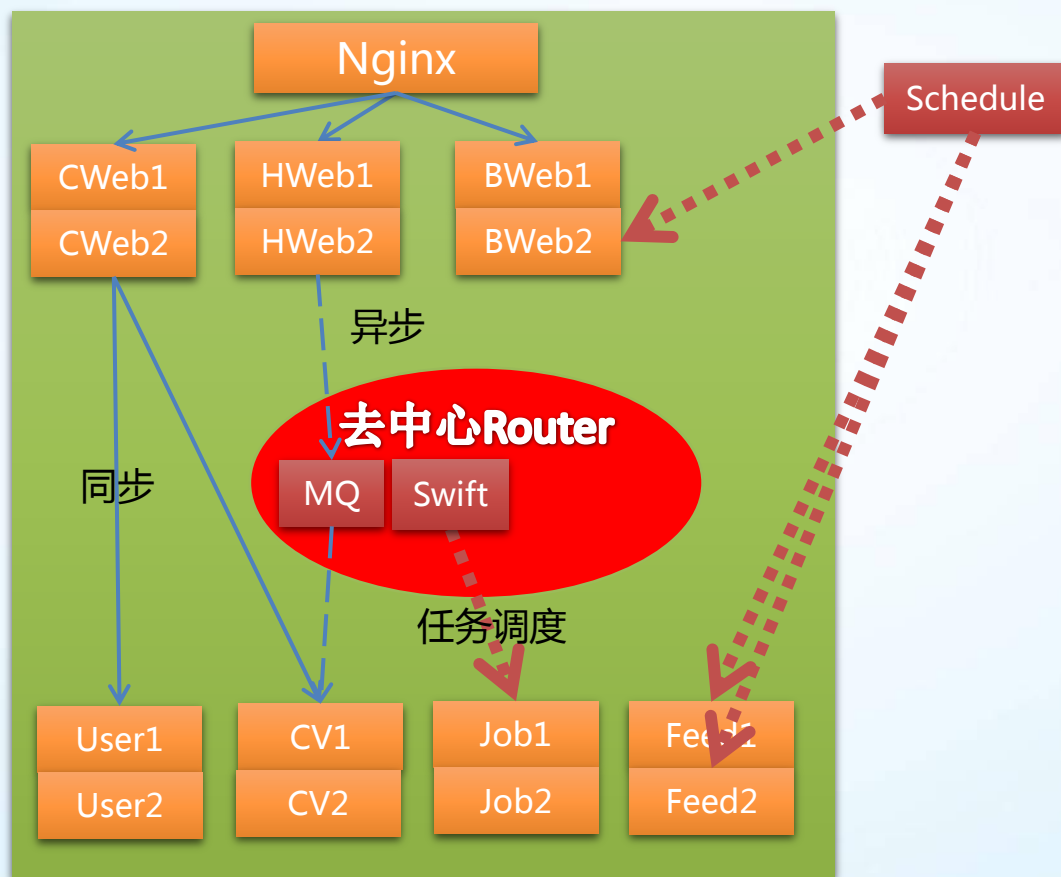 Nginx
Schedule
CWeb1
HWeb1
BWeb1
CWeb2
HWeb2
BWeb2
异步
去中心Router
同步
MQ
Swift
任务调度
User1
CV1
Job1
Feed1
User2
CV2
Job2
Feed2